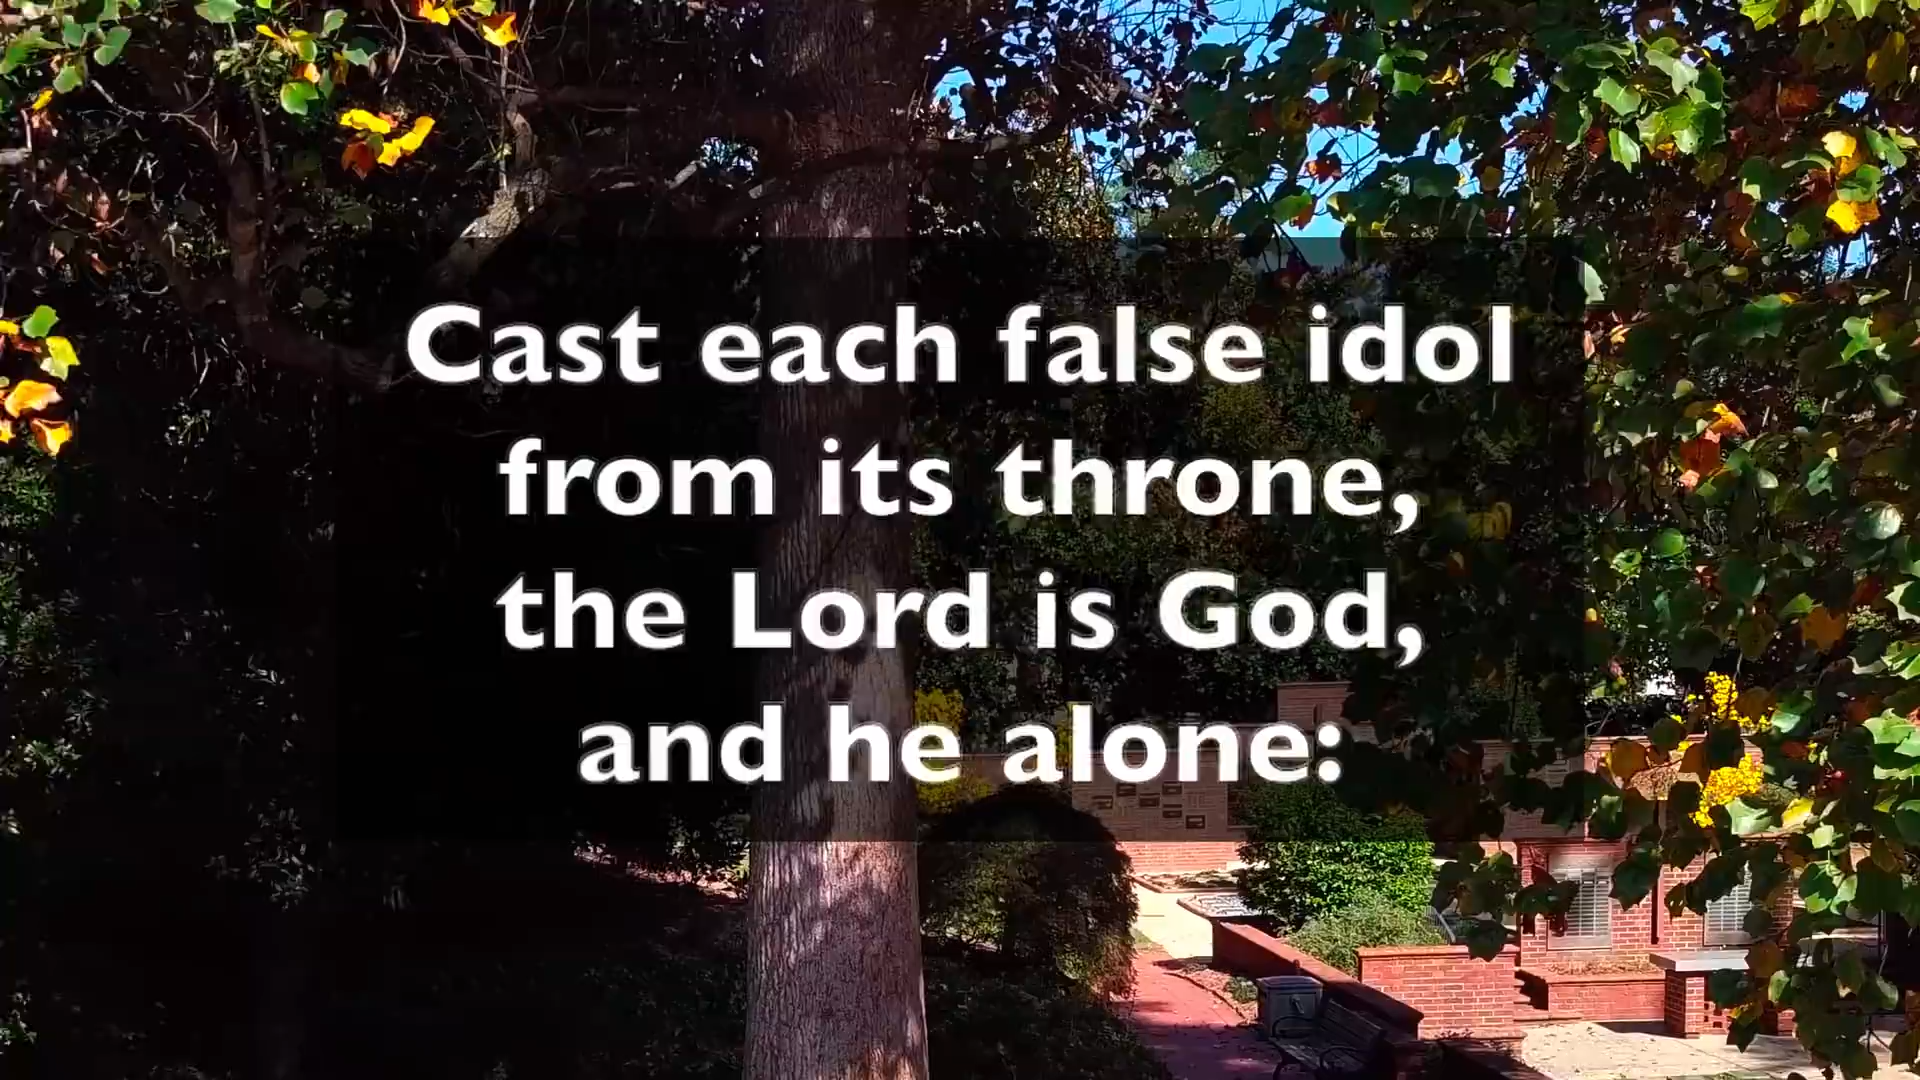 Cast each false idol
from its throne,
the Lord is God,
and he alone: